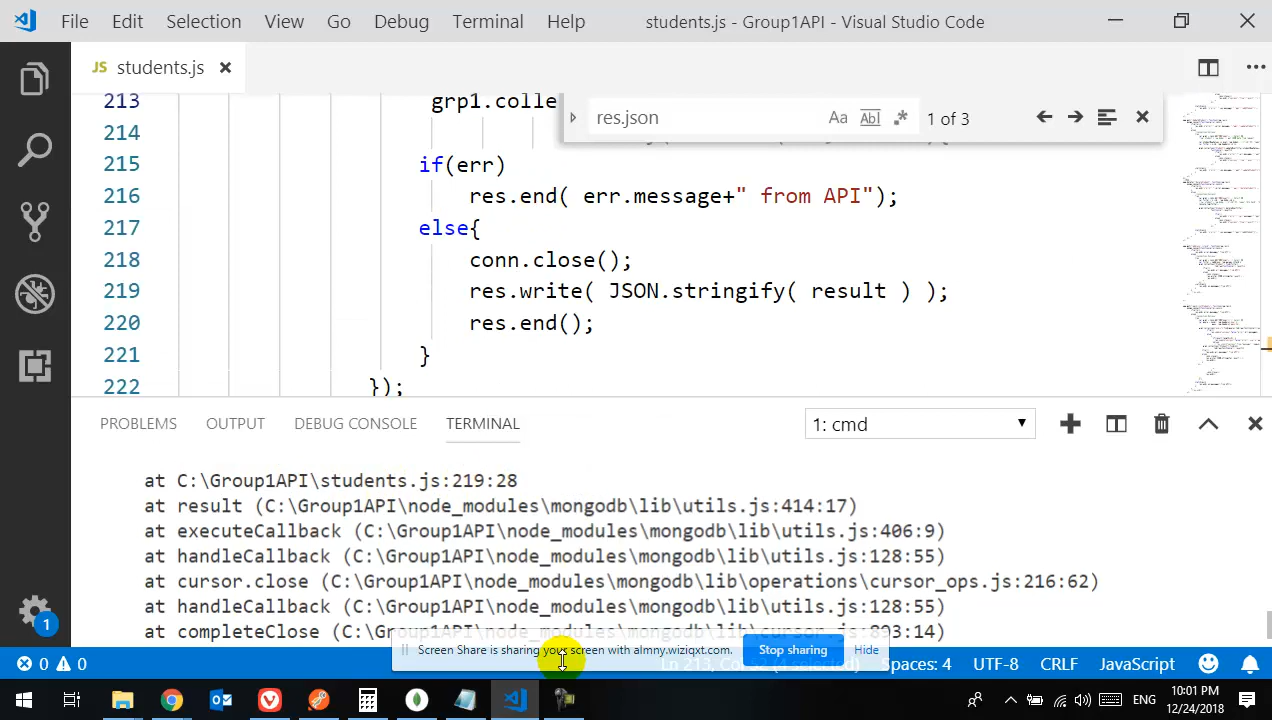 File Edit Selection View Go Debug Terminal Help students.js - Group1API - Visual Studio Code
JS students.js
res.json Aa Abl .* 1 of 3
213 grp1.colle
214
215 if(err)
216 res.end( err.message+" from API");
217 else{
218 conn.close();
219 res.write( JSON.stringify( result ) );
220 res.end();
221 }
222 });
PROBLEMS OUTPUT DEBUG CONSOLE TERMINAL 1: cmd
at C:\Group1API\students.js:219:28
at result (C:\Group1API\node_modules\mongodb\lib\utils.js:414:17)
at executeCallback (C:\Group1API\node_modules\mongodb\lib\utils.js:406:9)
at handleCallback (C:\Group1API\node_modules\mongodb\lib\utils.js:128:55)
at cursor.close (C:\Group1API\node_modules\mongodb\lib\operations\cursor_ops.js:216:62)
at handleCallback (C:\Group1API\node_modules\mongodb\lib\utils.js:128:55)
at completeClose (C:\Group1API\node_modules\mongodb\lib\cursor.js:893:14)
Screen Share is sharing your screen with almny.wiziqxt.com. Stop sharing Hide
0 0 Spaces: 4 UTF-8 CRLF JavaScript
1
ENG 10:01 PM
12/24/2018